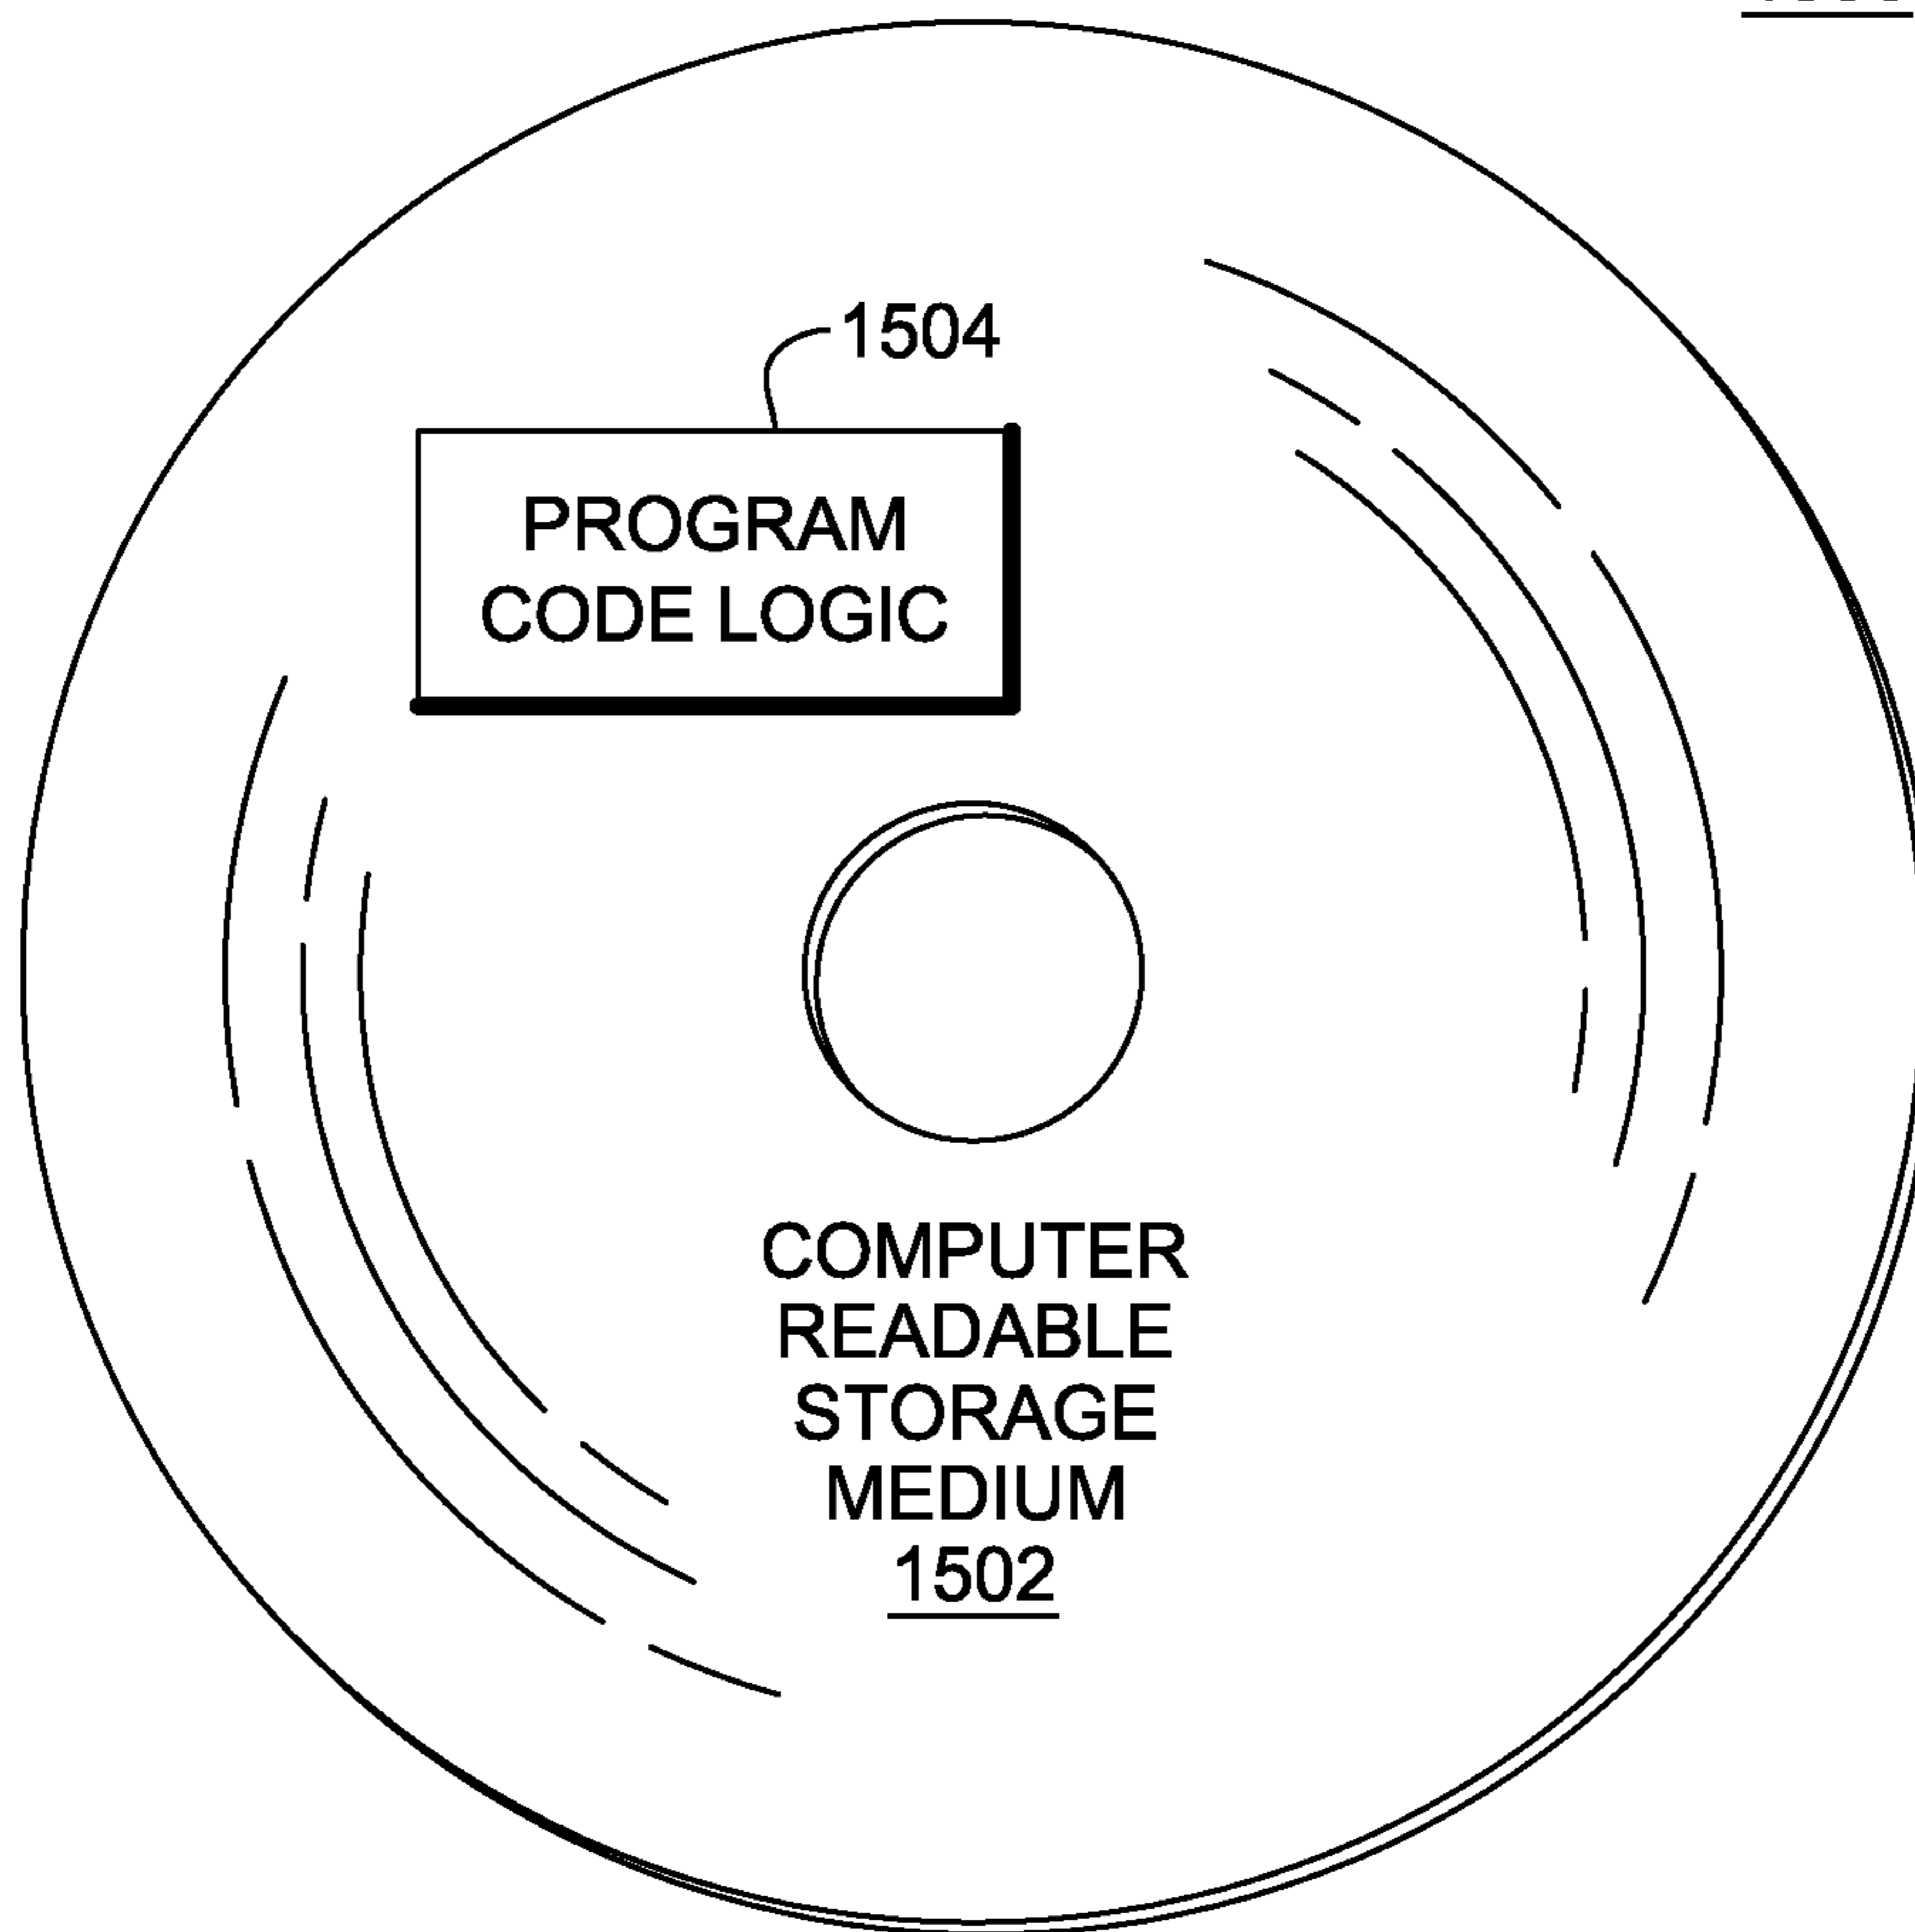 1504
PROGRAM
CODE LOGIC
COMPUTER
READABLE
STORAGE
MEDIUM
1502